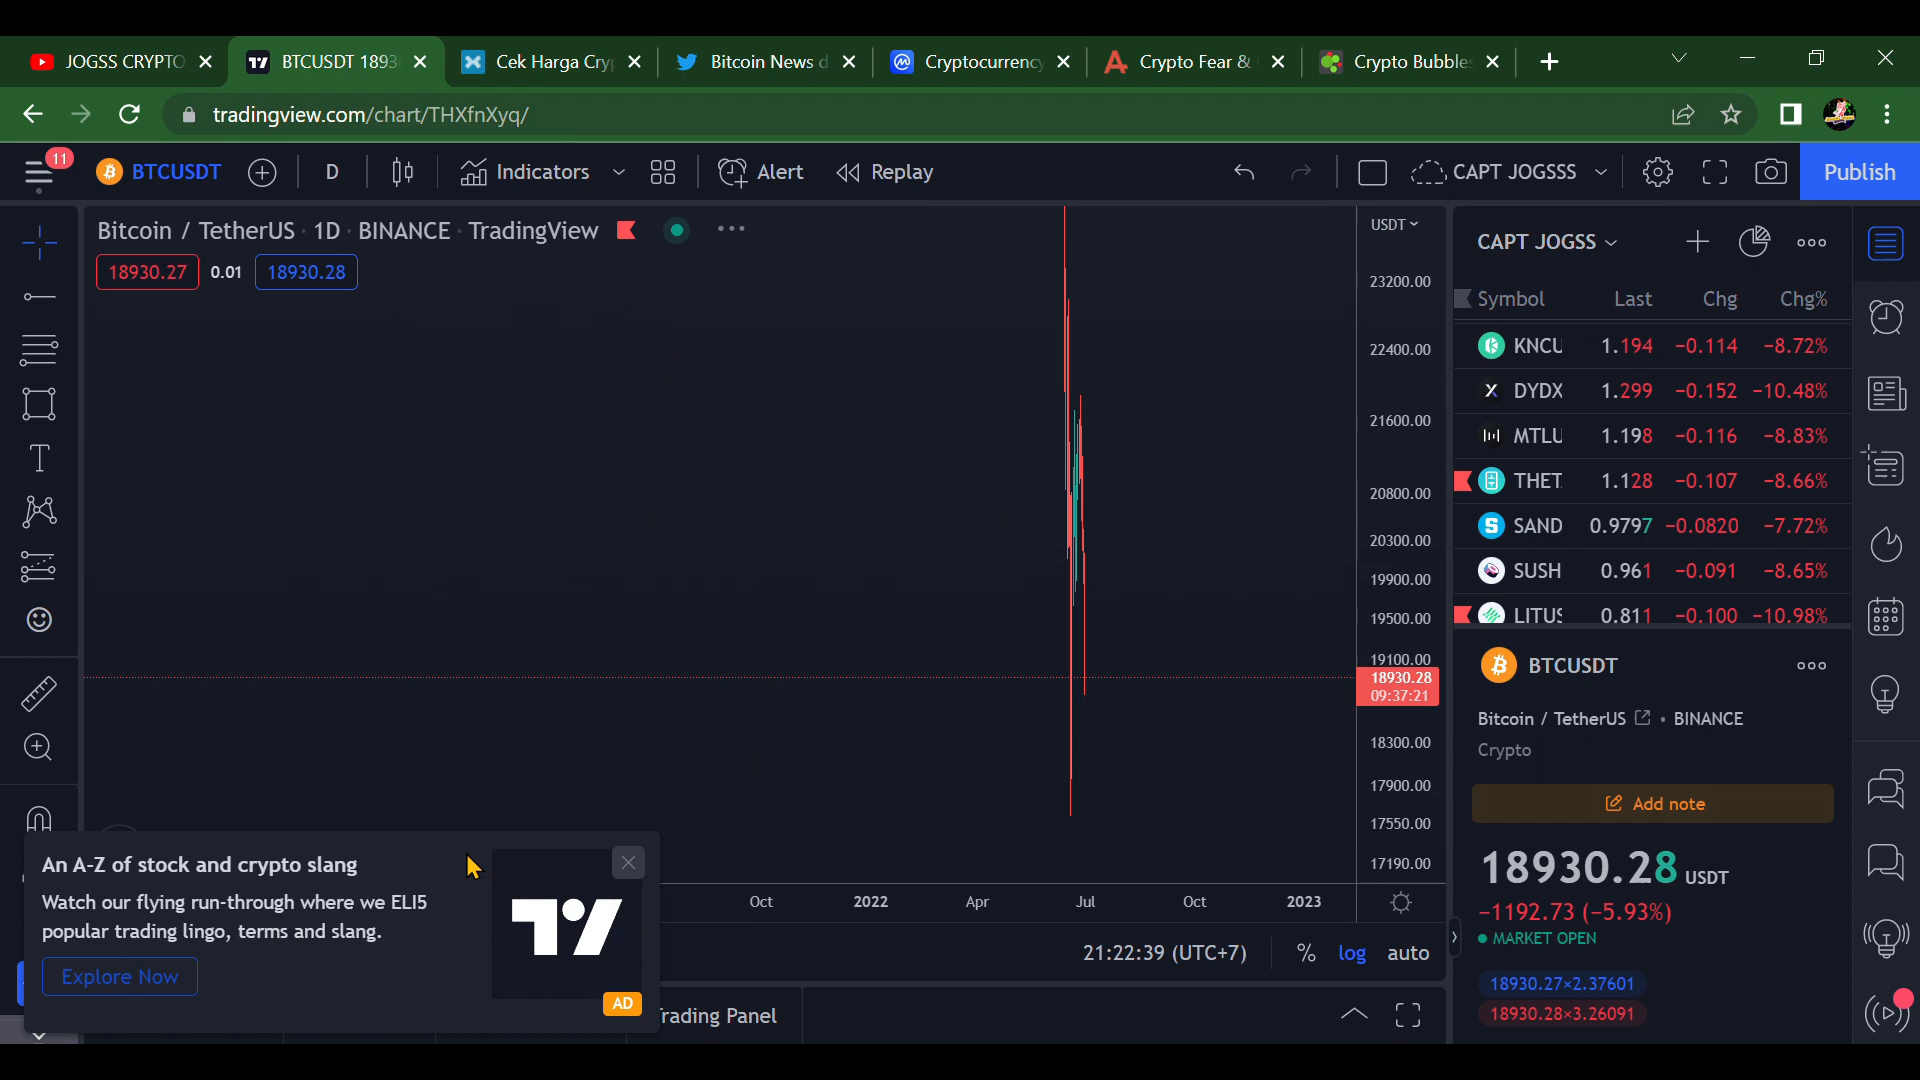 JOGSS CRYPTO
BTCUSDT 1893
Cek Harga Cry
Bitcoin News d
Cryptocurrency
Crypto Fear &
Crypto Bubbles
tradingview.com/chart/THXfnXyq/
11
BTCUSDT
D
Indicators
Alert
Replay
CAPT JOGSSS
Publish
Bitcoin / TetherUS · 1D · BINANCE · TradingView
18930.27
0.01
18930.28
USDT
23200.00
22400.00
21600.00
20800.00
20300.00
19900.00
19500.00
19100.00
18930.28
09:37:21
18300.00
17900.00
17550.00
17190.00
Oct
2022
Apr
Jul
Oct
2023
21:22:39 (UTC+7)
%
log
auto
Trading Panel
An A-Z of stock and crypto slang
Watch our flying run-through where we ELI5
popular trading lingo, terms and slang.
Explore Now
AD
CAPT JOGSS
Symbol Last Chg Chg%
KNCU 1.194 −0.114 −8.72%
DYDX 1.299 −0.152 −10.48%
MTLU 1.198 −0.116 −8.83%
THET 1.128 −0.107 −8.66%
SAND 0.9797 −0.0820 −7.72%
SUSH 0.961 −0.091 −8.65%
LITUS 0.811 −0.100 −10.98%
BTCUSDT
Bitcoin / TetherUS • BINANCE
Crypto
Add note
18930.28 USDT
−1192.73 (−5.93%)
MARKET OPEN
18930.27×2.37601
18930.28×3.26091